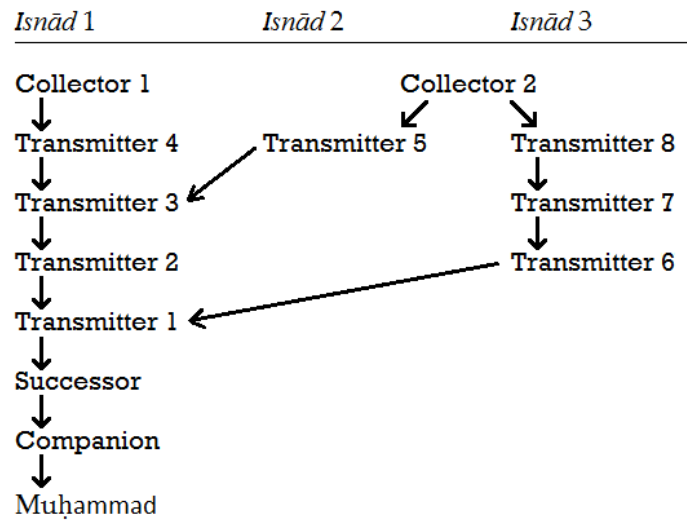 Isnād 1 Isnād 2 Isnād 3
Collector 1 Collector 2
Transmitter 4 Transmitter 5 Transmitter 8
Transmitter 3 Transmitter 7
Transmitter 2 Transmitter 6
Transmitter 1
Successor
Companion
Muḥammad